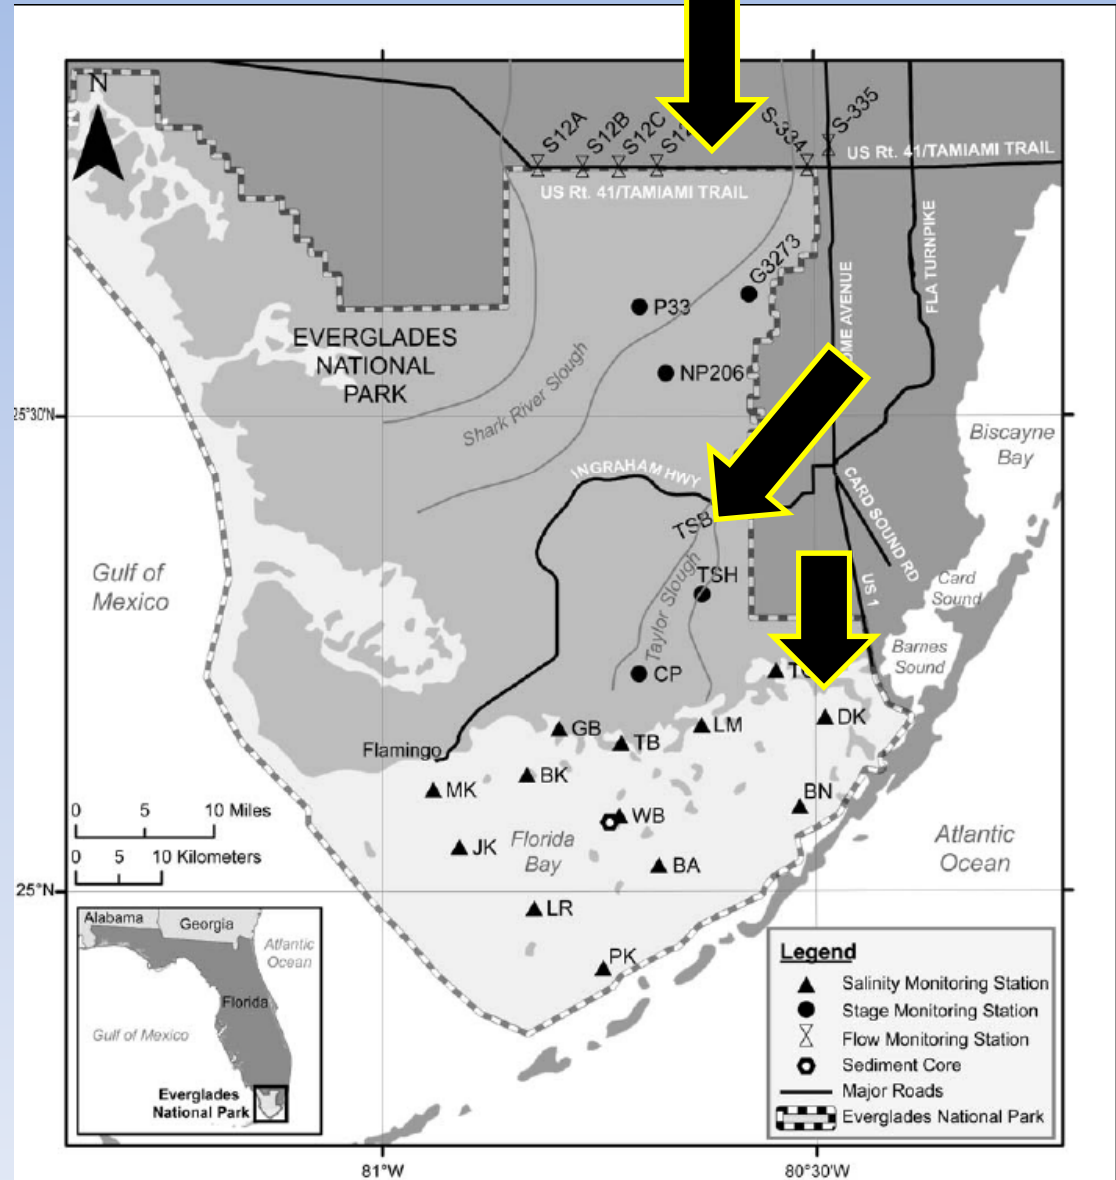 N
S12A
S12B
S12C
S-334
S-335
US Rt. 41/TAMIAMI TRAIL
US Rt. 41/TAMIAMI TRAIL
FLA TURNPIKE
AVENUE
G3273
P33
NP206
EVERGLADES
NATIONAL
PARK
Shark River Slough
25°30'N
Biscayne
Bay
INGRAHAM HWY
CARD SOUND RD
TSB
TSH
Taylor Slough
US 1
Gulf of
Mexico
Card
Sound
Barnes
Sound
CP
DK
GB
TB
LM
Flamingo
MK
BK
BN
WB
JK
Florida
Bay
BA
Atlantic
Ocean
0 5 10 Miles
0 5 10 Kilometers
25°N
LR
PK
Alabama
Georgia
Atlantic
Ocean
Florida
Gulf of Mexico
Everglades
National Park
Legend
Salinity Monitoring Station
Stage Monitoring Station
Flow Monitoring Station
Sediment Core
Major Roads
Everglades National Park
81°W
80°30'W